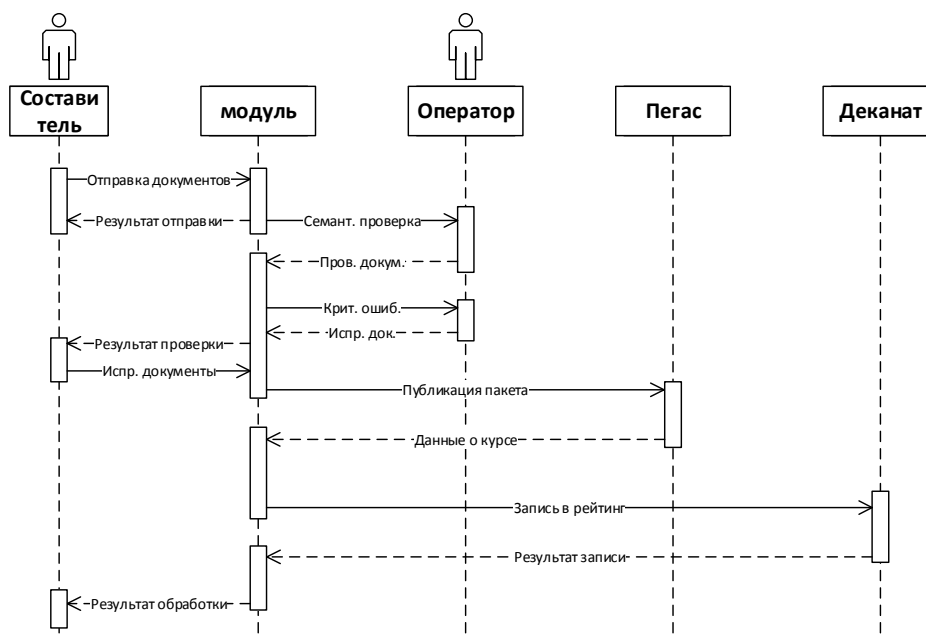 Состави
тель
модуль
Оператор
Пегас
Деканат
Отправка документов
Результат отправки
Семант. проверка
Пров. докум.
Крит. ошиб.
Испр. док.
Результат проверки
Испр. документы
Публикация пакета
Данные о курсе
Запись в рейтинг
Результат записи
Результат обработки